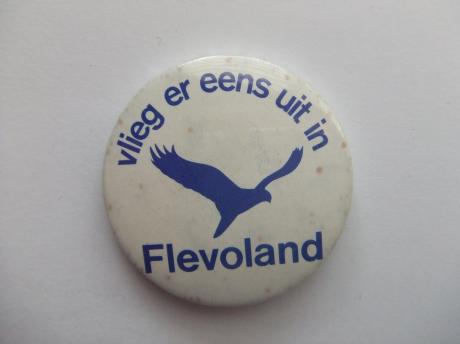 vlieg er eens uit in
Flevoland